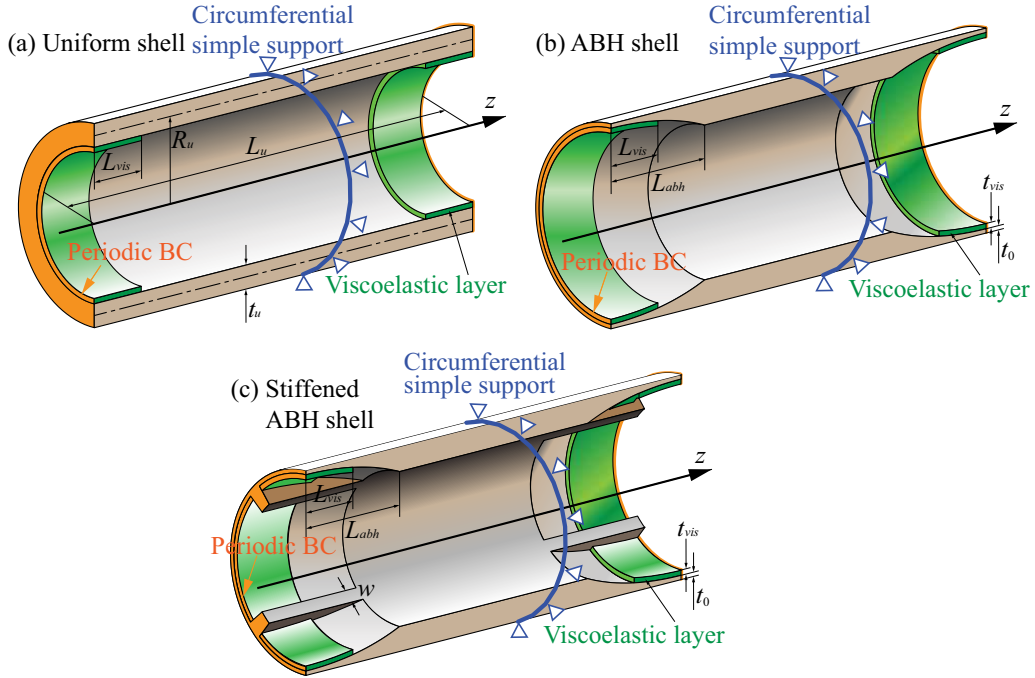 (a) Uniform shell
Circumferential
simple support
z
R_u
L_u
L_vis
Periodic BC
Viscoelastic layer
t_u
(b) ABH shell
Circumferential
simple support
z
L_vis
L_abh
t_vis
t_0
Periodic BC
Viscoelastic layer
(c) Stiffened
ABH shell
Circumferential
simple support
z
L_vis
L_abh
Periodic BC
w
t_vis
t_0
Viscoelastic layer